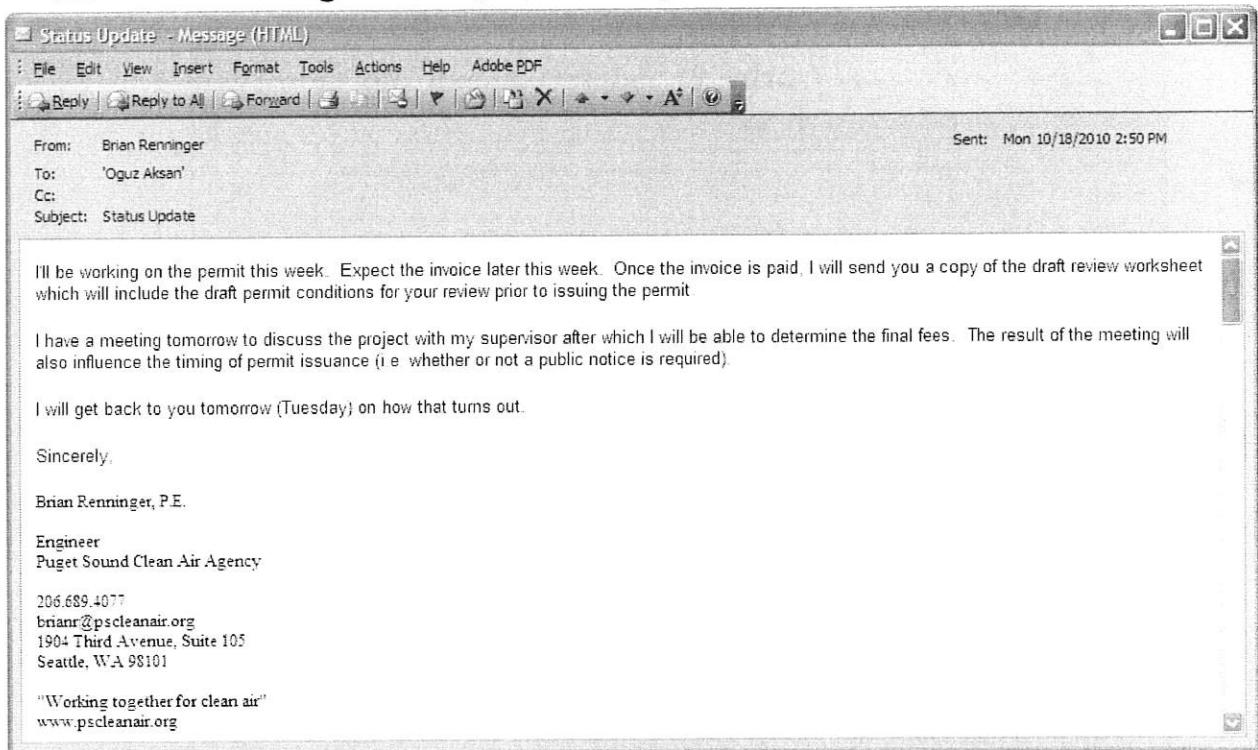 Status Update - Message (HTML)
File Edit View Insert Format Tools Actions Help Adobe PDF
Reply Reply to All Forward
From: Brian Renninger Sent: Mon 10/18/2010 2:50 PM
To: 'Oguz Aksan'
Cc:
Subject: Status Update
I'll be working on the permit this week. Expect the invoice later this week. Once the invoice is paid, I will send you a copy of the draft review worksheet
which will include the draft permit conditions for your review prior to issuing the permit
I have a meeting tomorrow to discuss the project with my supervisor after which I will be able to determine the final fees. The result of the meeting will
also influence the timing of permit issuance (i e whether or not a public notice is required).
I will get back to you tomorrow (Tuesday) on how that turns out.
Sincerely,
Brian Renninger, P.E.
Engineer
Puget Sound Clean Air Agency
206.689.4077
brianr@pscleanair.org
1904 Third Avenue, Suite 105
Seattle, WA 98101
"Working together for clean air"
www.pscleanair.org